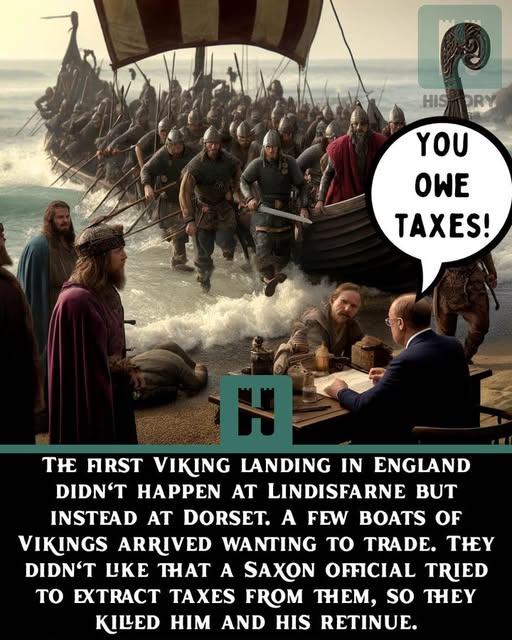 HISTORY
YOU
OWE
TAXES!
The first Viking landing in England
didn't happen at Lindisfarne but
instead at Dorset. A few boats of
Vikings arrived wanting to trade. They
didn't like that a Saxon official tried
to extract taxes from them, so they
killed him and his retinue.